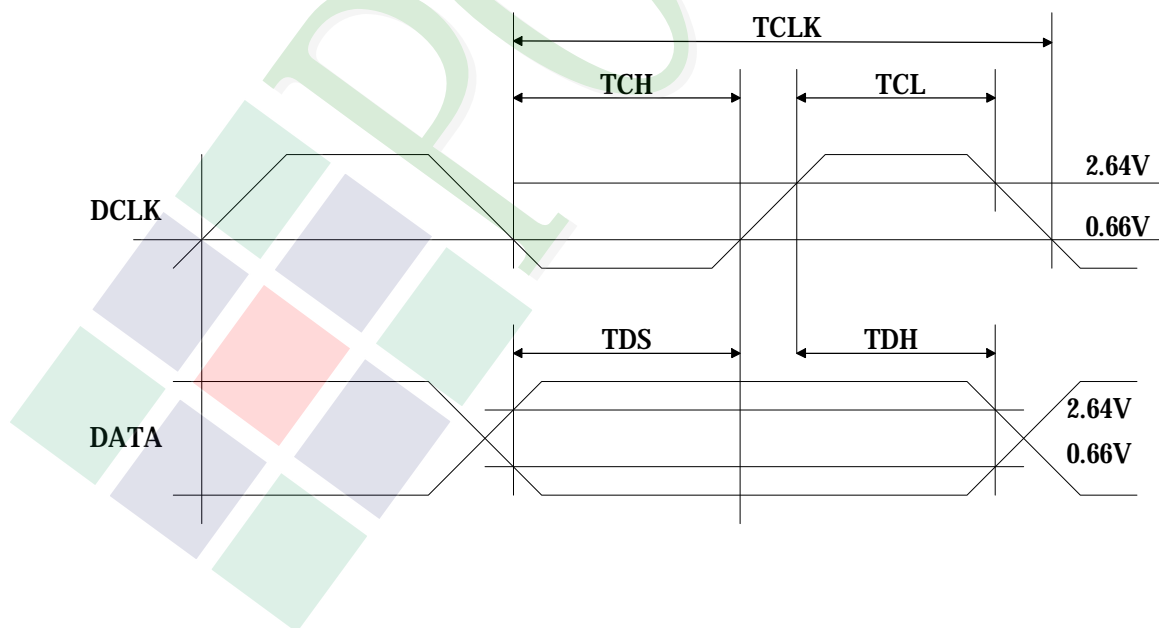 TCLK
TCH
TCL
2.64V
DCLK
0.66V
TDS
TDH
2.64V
DATA
0.66V